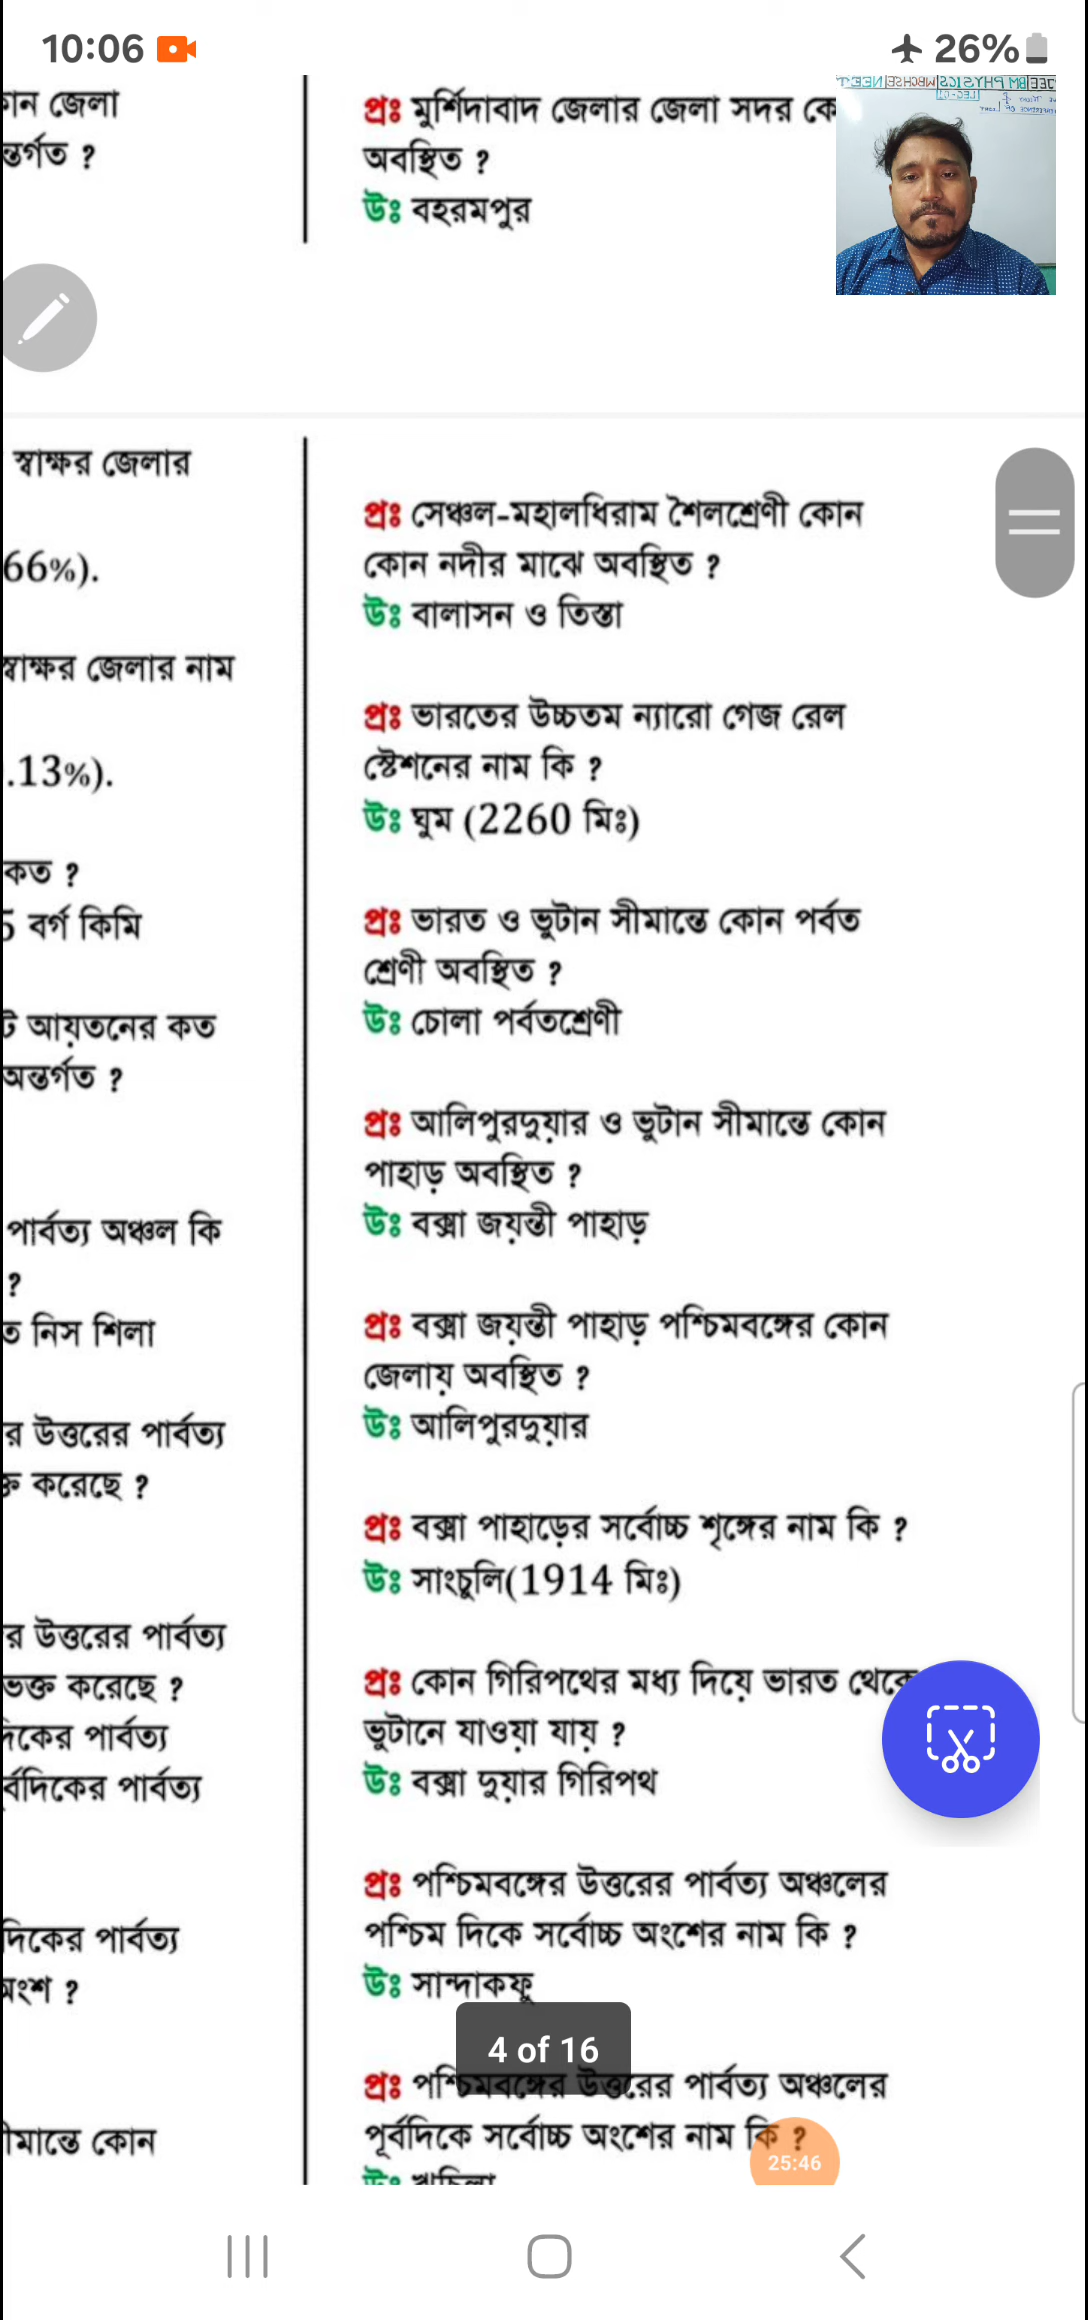 10:06
26%
কোন জেলা
ন্তর্গত ?
স্বাক্ষর জেলার
66%).
স্বাক্ষর জেলার নাম
.13%).
কত ?
5 বর্গ কিমি
আয়তনের কত
অন্তর্গত ?
পার্বত্য অঞ্চল কি
?
ত নিস শিলা
র উত্তরের পার্বত্য
করেছে ?
র উত্তরের পার্বত্য
ভক্ত করেছে ?
পার্বত্য
পার্বত্য
দিকের পার্বত্য
অংশ ?
সীমান্তে কোন
প্রঃ মুর্শিদাবাদ জেলার জেলা সদর কো
অবস্থিত ?
উঃ বহরমপুর
প্রঃ সেঞ্চল-মহালধিরাম শৈলশ্রেণী কোন
কোন নদীর মাঝে অবস্থিত ?
উঃ বালাসন ও তিস্তা
প্রঃ ভারতের উচ্চতম ন্যারো গেজ রেল
স্টেশনের নাম কি ?
উঃ ঘুম (2260 মিঃ)
প্রঃ ভারত ও ভুটান সীমান্তে কোন পর্বত
শ্রেণী অবস্থিত ?
উঃ চোলা পর্বতশ্রেণী
প্রঃ আলিপুরদুয়ার ও ভুটান সীমান্তে কোন
পাহাড় অবস্থিত ?
উঃ বক্সা জয়ন্তী পাহাড়
প্রঃ বক্সা জয়ন্তী পাহাড় পশ্চিমবঙ্গের কোন
জেলায় অবস্থিত ?
উঃ আলিপুরদুয়ার
প্রঃ বক্সা পাহাড়ের সর্বোচ্চ শৃঙ্গের নাম কি ?
উঃ সাংচুলি(1914 মিঃ)
প্রঃ কোন গিরিপথের মধ্য দিয়ে ভারত থেকে
ভুটানে যাওয়া যায় ?
উঃ বক্সা দুয়ার গিরিপথ
প্রঃ পশ্চিমবঙ্গের উত্তরের পার্বত্য অঞ্চলের
পশ্চিম দিকে সর্বোচ্চ অংশের নাম কি ?
উঃ সান্দাকফু
4 of 16
প্রঃ পশ্চিমবঙ্গের উত্তরের পার্বত্য অঞ্চলের
পূর্বদিকে সর্বোচ্চ অংশের নাম কি ?
25:46